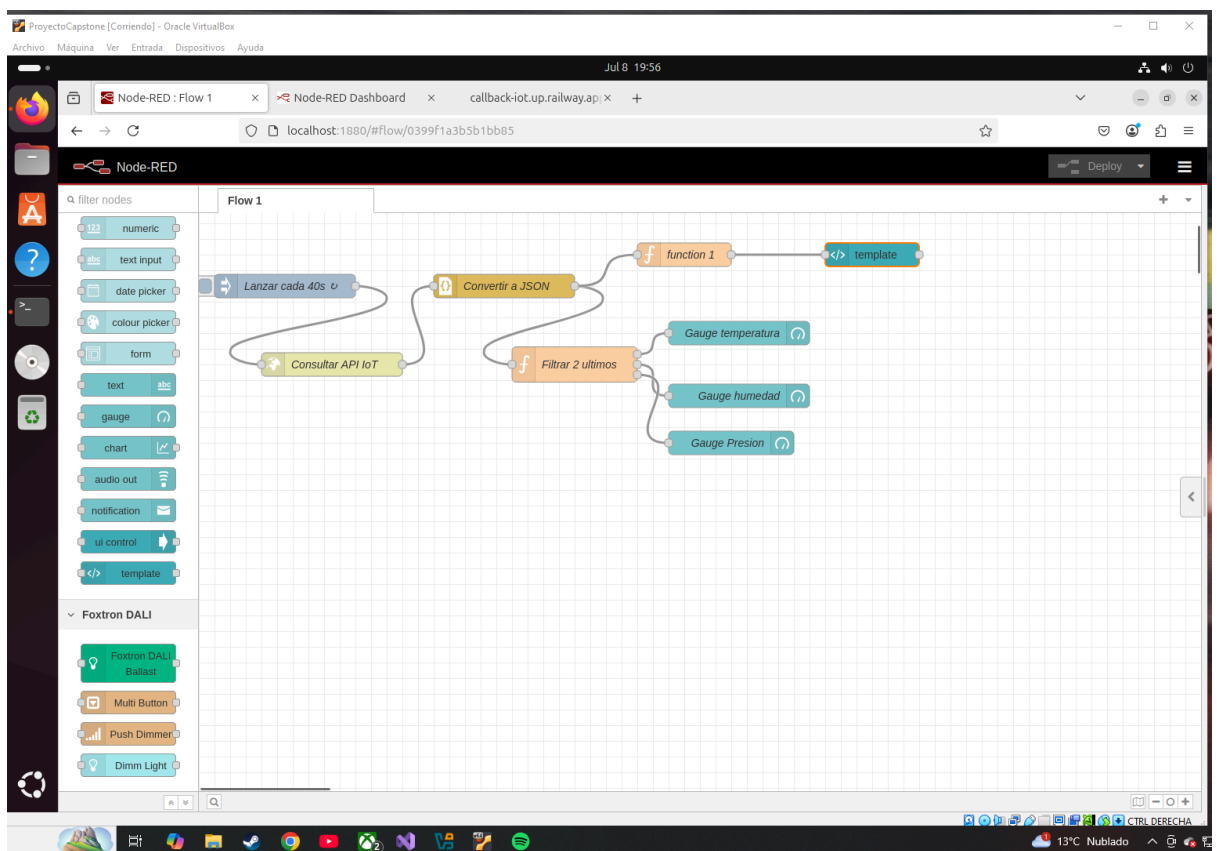 ProyectoCapstone [Corriendo] - Oracle VirtualBox
Archivo Máquina Ver Entrada Dispositivos Ayuda
Jul 8 19:56
Node-RED : Flow 1
Node-RED Dashboard
callback-iot.up.railway.ap
localhost:1880/#flow/0399f1a3b5b1bb85
Node-RED
Deploy
filter nodes
Flow 1
123 numeric
abc text input
date picker
colour picker
form
text abc
gauge
chart
audio out
notification
ui control
</> template
Foxtron DALI
Foxtron DALI
Ballast
Multi Button
Push Dimmer
Dimm Light
function 1
</> template
Lanzar cada 40s ↻
Convertir a JSON
Gauge temperatura
Consultar API IoT
Filtrar 2 ultimos
Gauge humedad
Gauge Presion
CTRL DERECHA
13°C Nublado